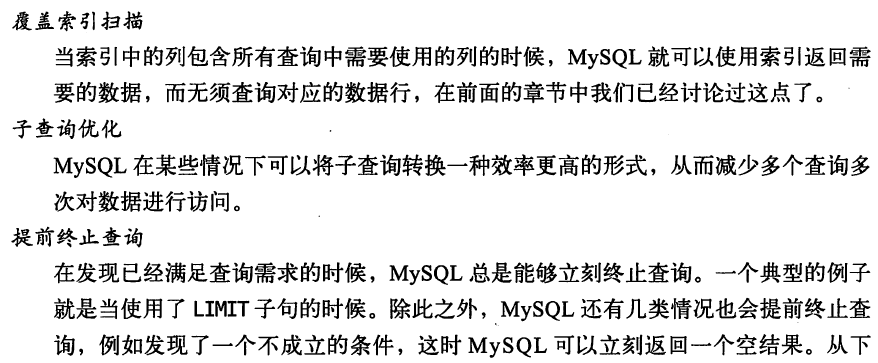 覆盖索引扫描
当索引中的列包含所有查询中需要使用的列的时候，MySQL 就可以使用索引返回需
要的数据，而无须查询对应的数据行，在前面的章节中我们已经讨论过这点了。
子查询优化
MySQL 在某些情况下可以将子查询转换一种效率更高的形式，从而减少多个查询多
次对数据进行访问。
提前终止查询
在发现已经满足查询需求的时候，MySQL 总是能够立刻终止查询。一个典型的例子
就是当使用了 LIMIT 子句的时候。除此之外，MySQL 还有几类情况也会提前终止查
询，例如发现了一个不成立的条件，这时 MySQL 可以立刻返回一个空结果。从下